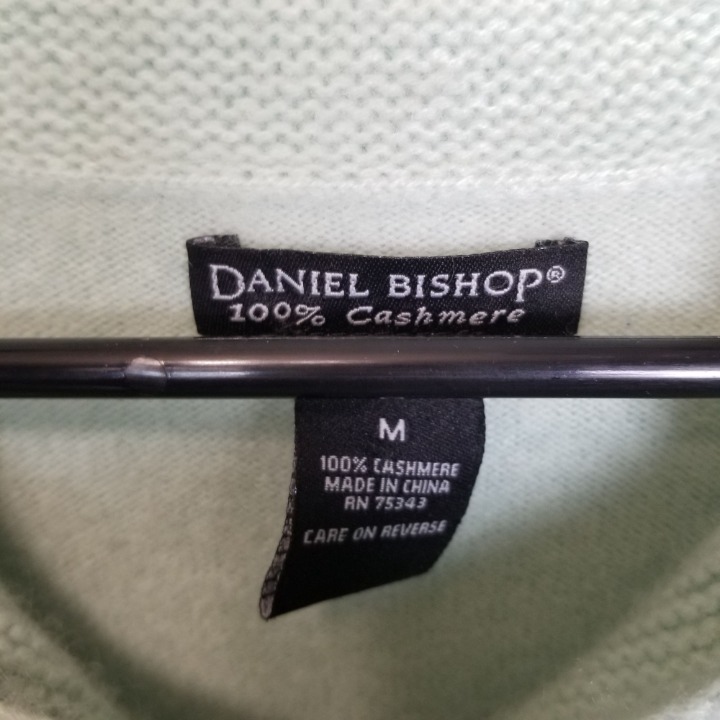 DANIEL BISHOP®
100% Cashmere
M
100% CASHMERE
MADE IN CHINA
RN 75343
CARE ON REVERSE